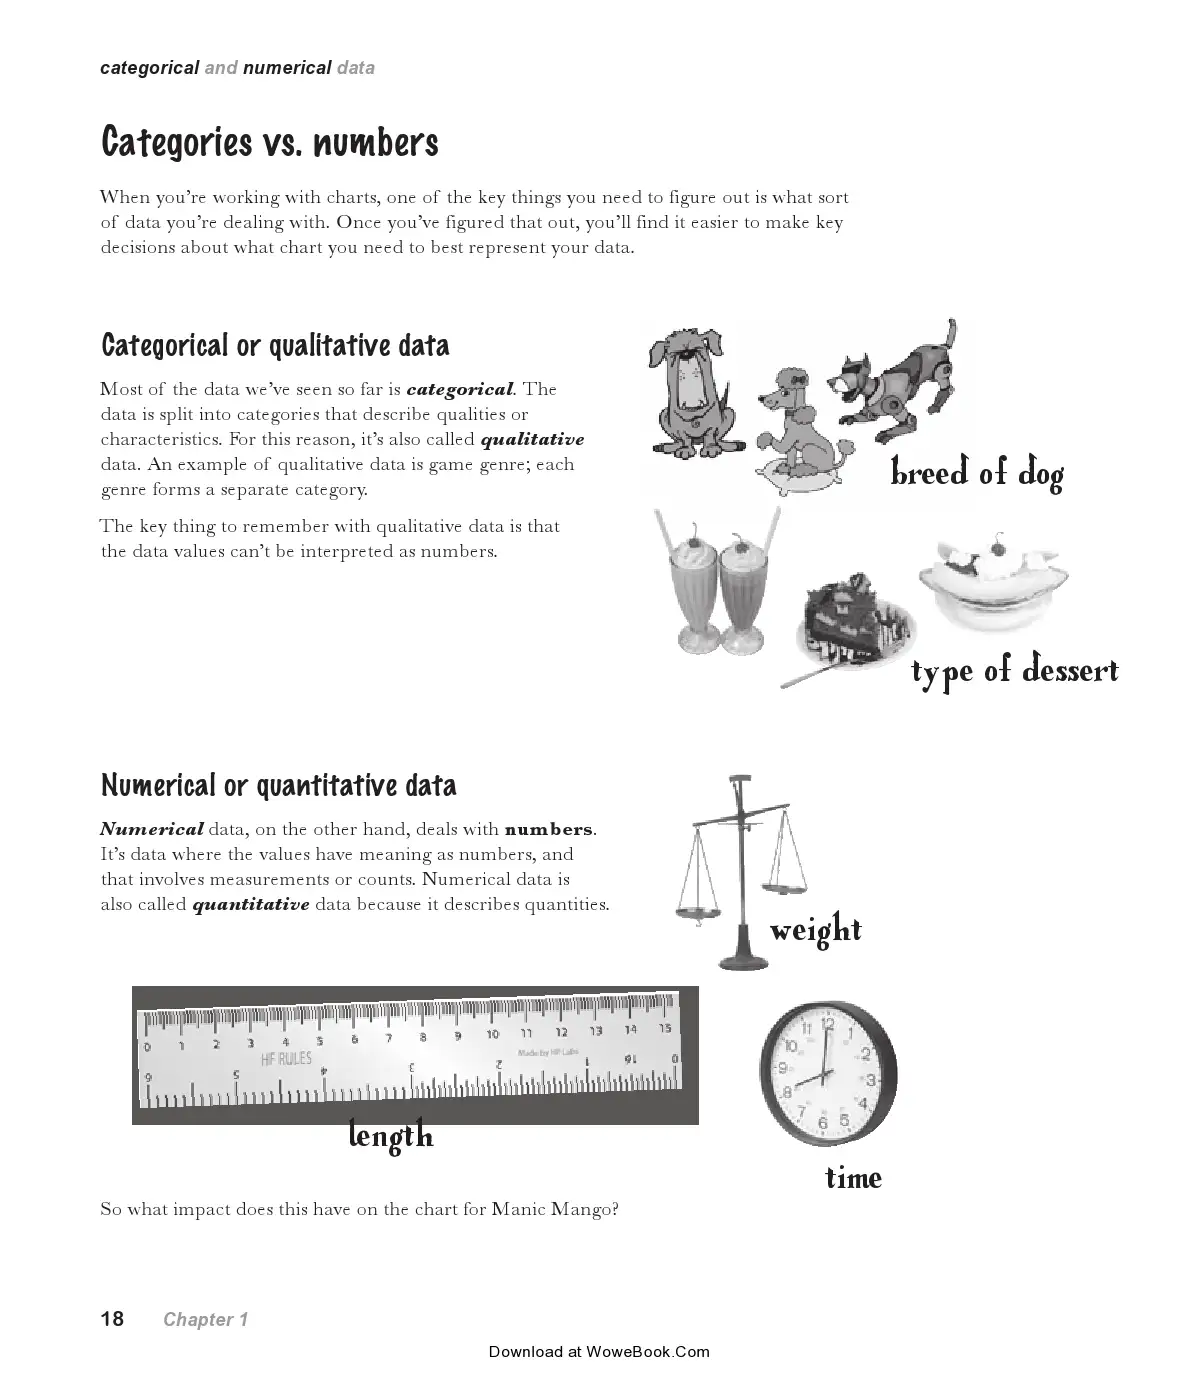 categorical and numerical data
Categories vs. numbers
When you're working with charts, one of the key things you need to figure out is what sort
of data you're dealing with. Once you've figured that out, you'll find it easier to make key
decisions about what chart you need to best represent your data.
Categorical or qualitative data
Most of the data we've seen so far is categorical. The
data is split into categories that describe qualities or
characteristics. For this reason, it's also called qualitative
data. An example of qualitative data is game genre; each
genre forms a separate category.
The key thing to remember with qualitative data is that
the data values can't be interpreted as numbers.
breed of dog
type of dessert
Numerical or quantitative data
Numerical data, on the other hand, deals with numbers.
It's data where the values have meaning as numbers, and
that involves measurements or counts. Numerical data is
also called quantitative data because it describes quantities.
weight
0 1 2 3 4 5 6 7 8 9 10 11 12 13 14 15
HF RULES
Made by HF Labs
6 5 4 3 2 1 16 0
length
12 1 2 3 4 5 6 7 8 9 10 11
time
So what impact does this have on the chart for Manic Mango?
18 Chapter 1
Download at WoweBook.Com